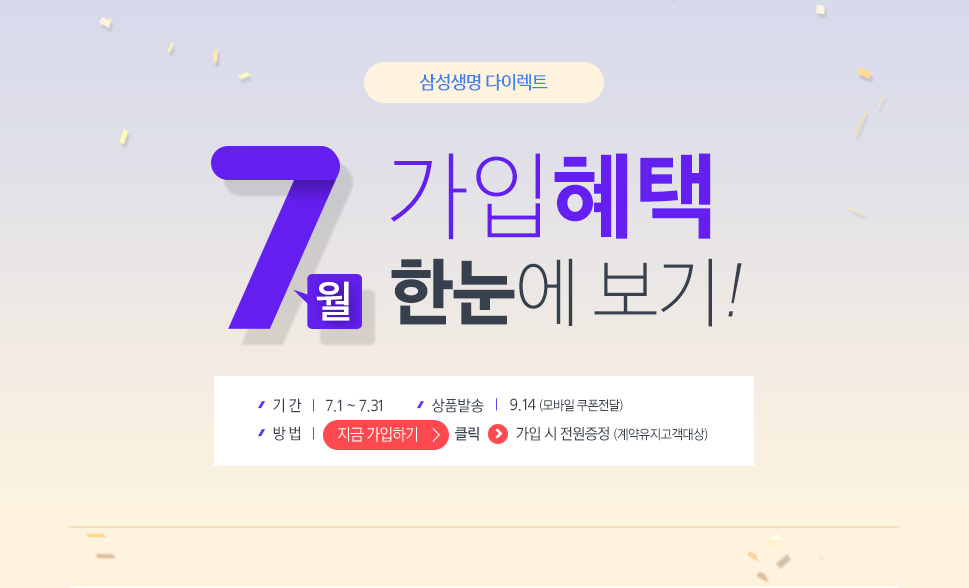 삼성생명 다이렉트
7월
가입혜택
한눈에 보기!
기 간 | 7.1 ~ 7.31 상품발송 | 9.14 (모바일 쿠폰전달)
방 법 | 지금 가입하기 > 클릭 > 가입 시 전원증정 (계약유지고객대상)